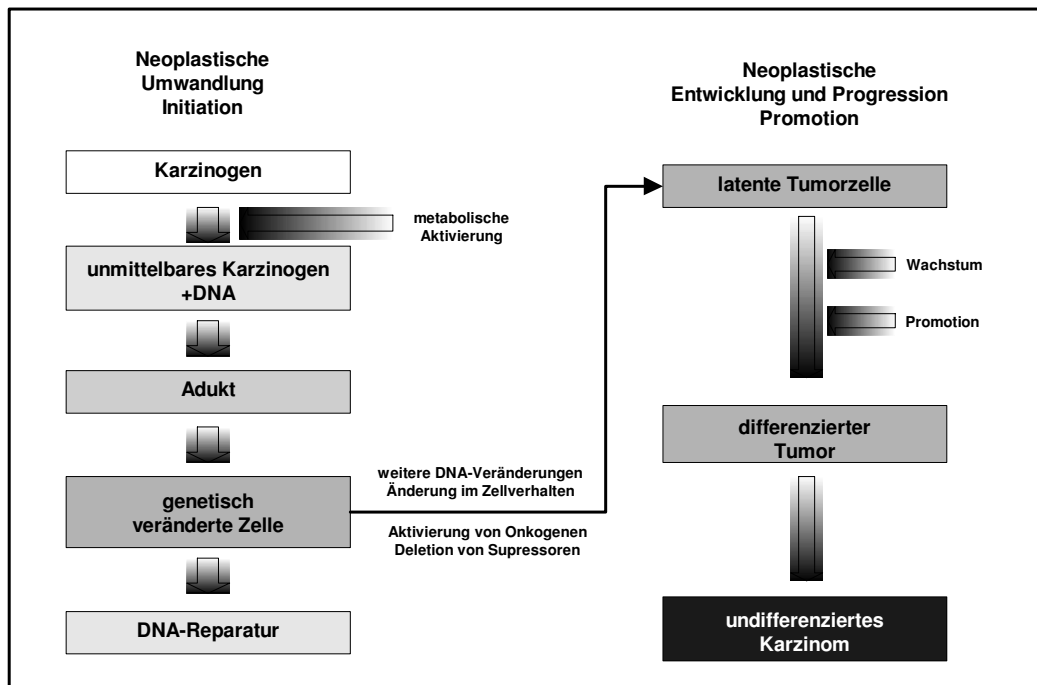 Neoplastische
Umwandlung
Initiation
Karzinogen
metabolische
Aktivierung
unmittelbares Karzinogen
+DNA
Adukt
genetisch
veränderte Zelle
DNA-Reparatur
weitere DNA-Veränderungen
Änderung im Zellverhalten
Aktivierung von Onkogenen
Deletion von Supressoren
Neoplastische
Entwicklung und Progression
Promotion
latente Tumorzelle
Wachstum
Promotion
differenzierter
Tumor
undifferenziertes
Karzinom